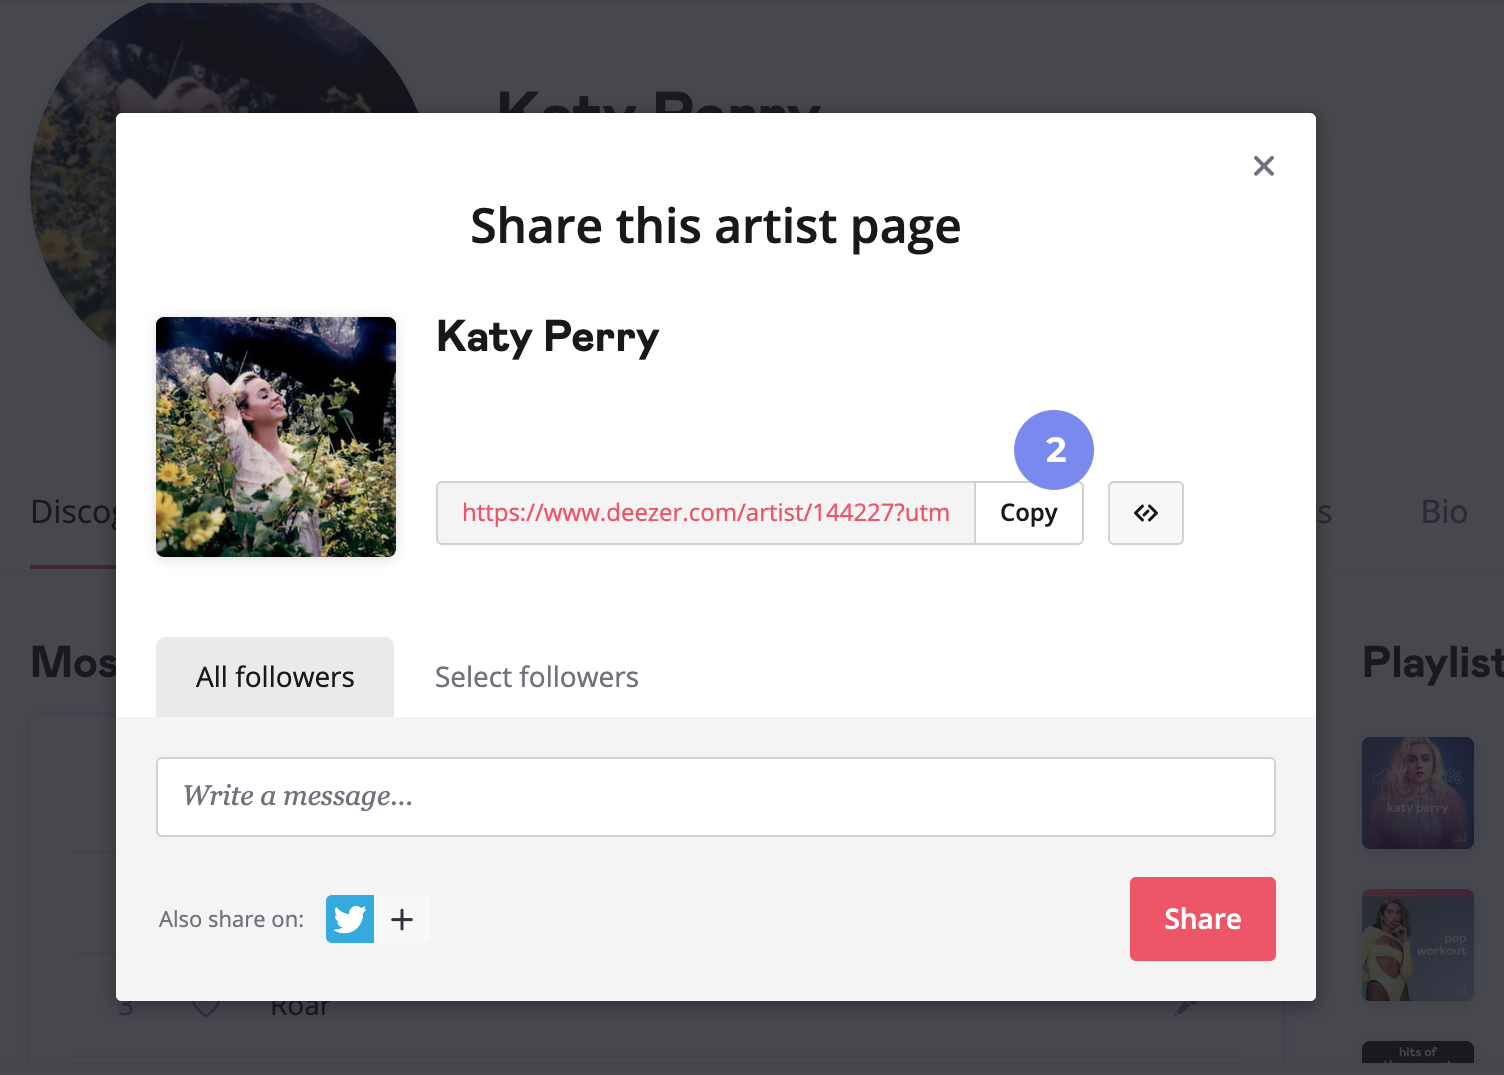 Katy Perry
Share this artist page
Katy Perry
2
https://www.deezer.com/artist/144227?utm
Copy
Disco
s
Bio
All followers
Select followers
Mos
Playlist
Write a message...
katy perry
Also share on:
Share
pop
workout
3
Roar
hits of